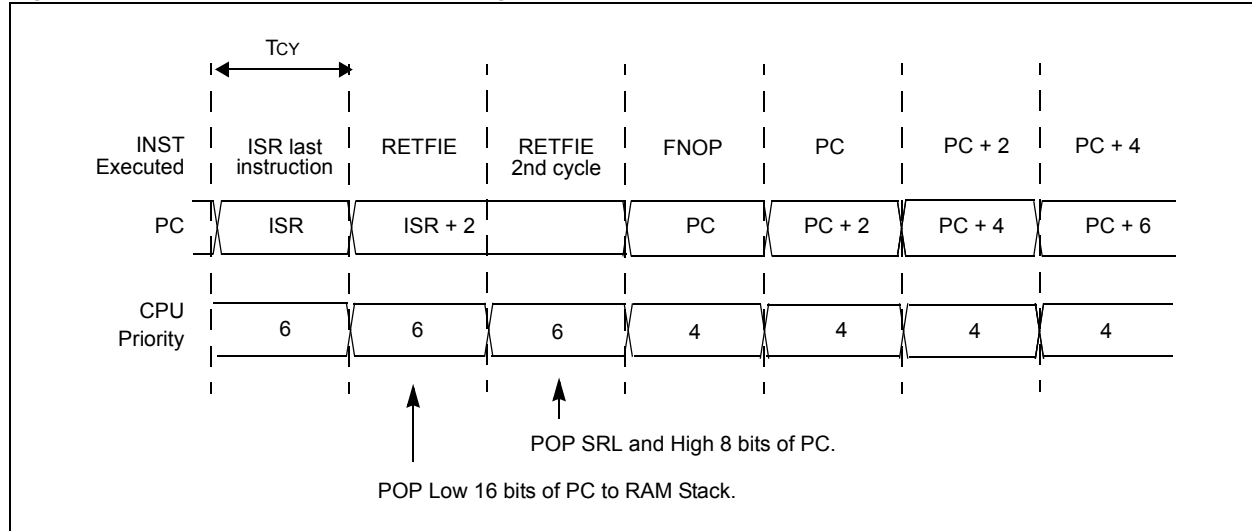 TCY
INST
Executed
ISR last
instruction
RETFIE
RETFIE
2nd cycle
FNOP
PC
PC + 2
PC + 4
PC
ISR
ISR + 2
PC
PC + 2
PC + 4
PC + 6
CPU
Priority
6
6
6
4
4
4
4
POP SRL and High 8 bits of PC.
POP Low 16 bits of PC to RAM Stack.